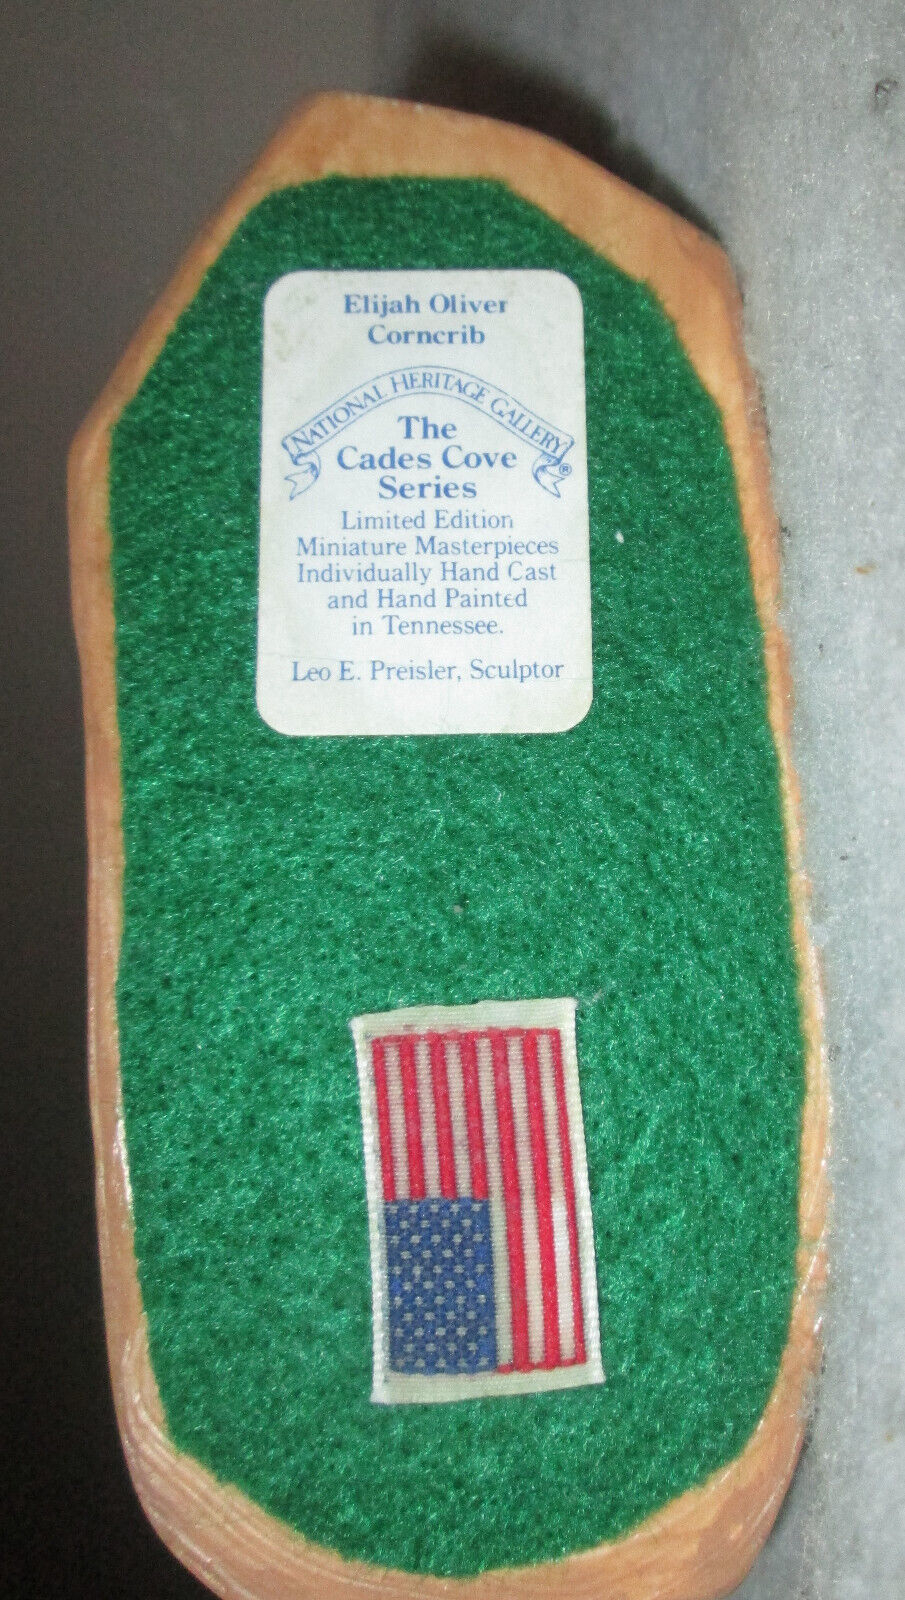 Elijah Oliver
Corncrib
NATIONAL HERITAGE GALLERY®
The
Cades Cove
Series
Limited Edition
Miniature Masterpieces
Individually Hand Cast
and Hand Painted
in Tennessee.
Leo E. Preisler, Sculptor